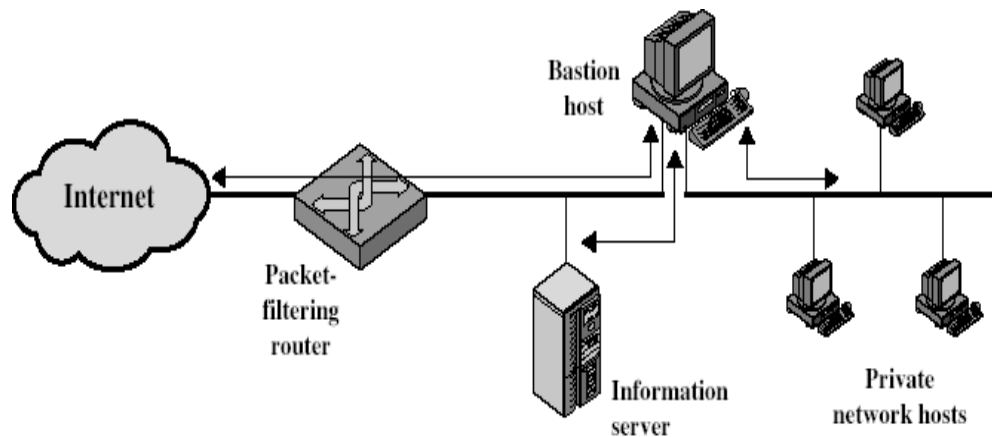 Bastion
host
Internet
Packet-
filtering
router
Information
server
Private
network hosts